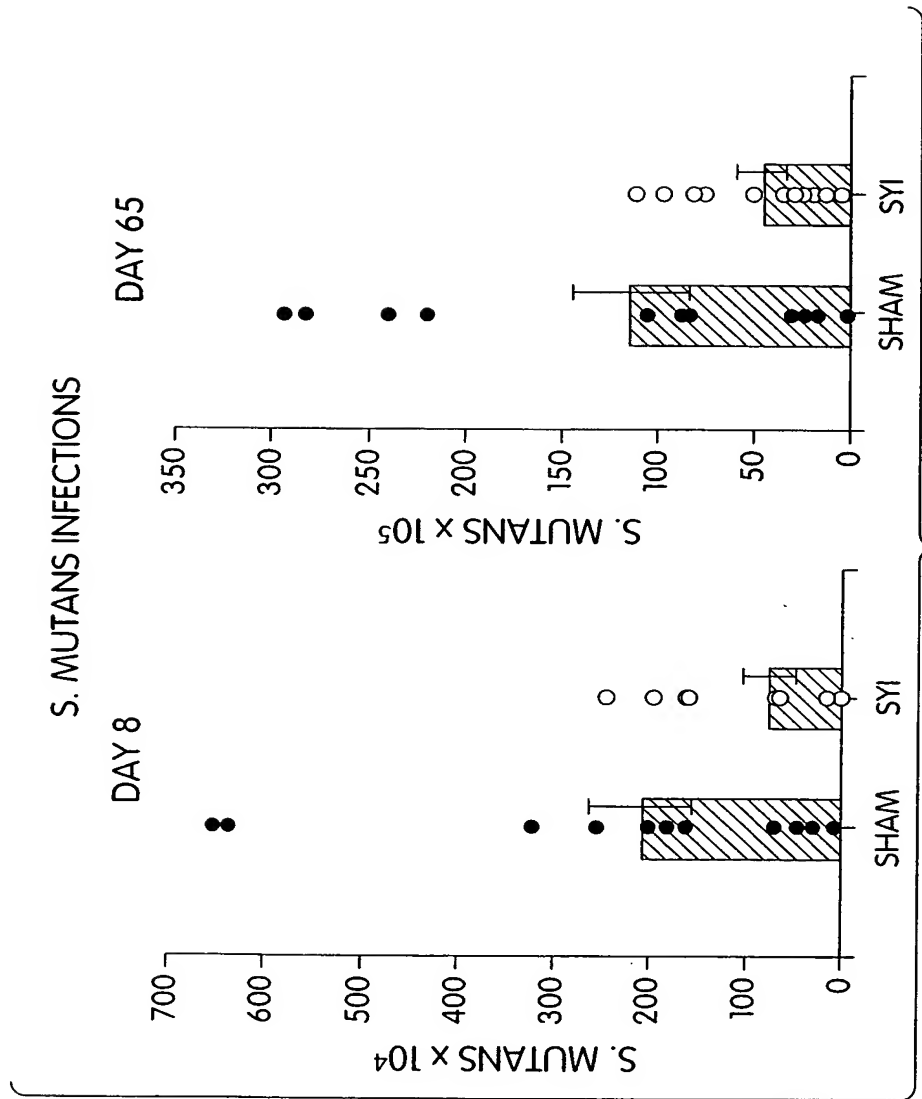 S. MUTANS INFECTIONS
DAY 8
S. MUTANS x 10⁴
700
600
500
400
300
200
100
0
SHAM
SYI
DAY 65
S. MUTANS x 10⁵
350
300
250
200
150
100
50
0
SHAM
SYI